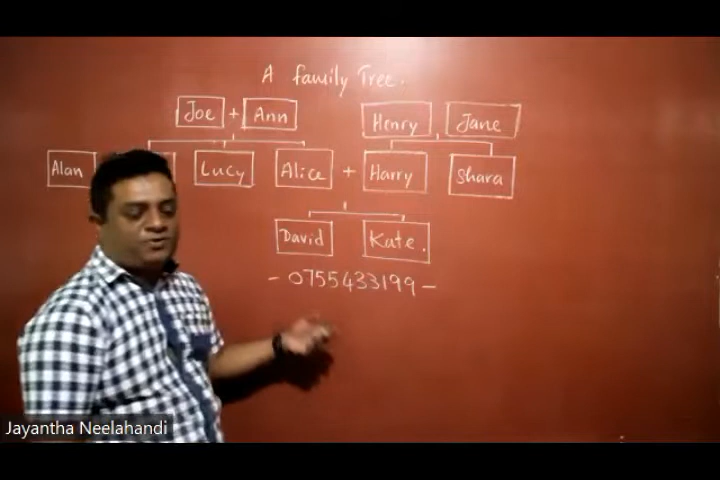 A family Tree.
Joe + Ann Henry Jane
Alan Lucy Alice + Harry Shara
David Kate.
- 0755433199 -
Jayantha Neelahandi